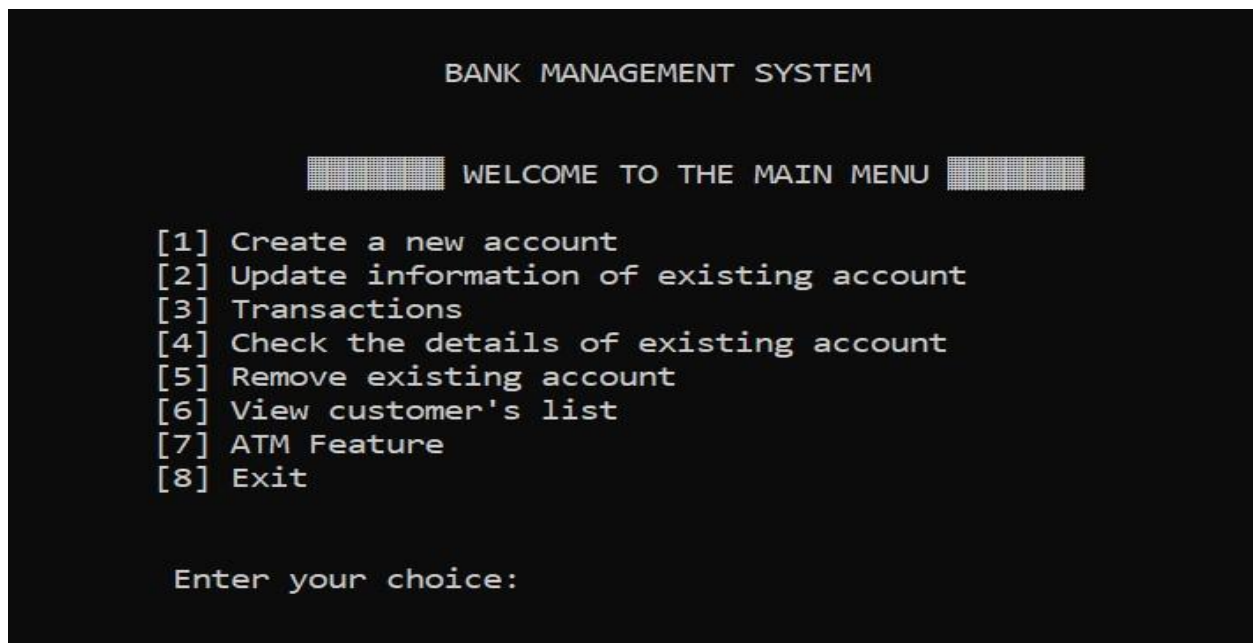 BANK MANAGEMENT SYSTEM
WELCOME TO THE MAIN MENU
[1] Create a new account
[2] Update information of existing account
[3] Transactions
[4] Check the details of existing account
[5] Remove existing account
[6] View customer's list
[7] ATM Feature
[8] Exit
Enter your choice: